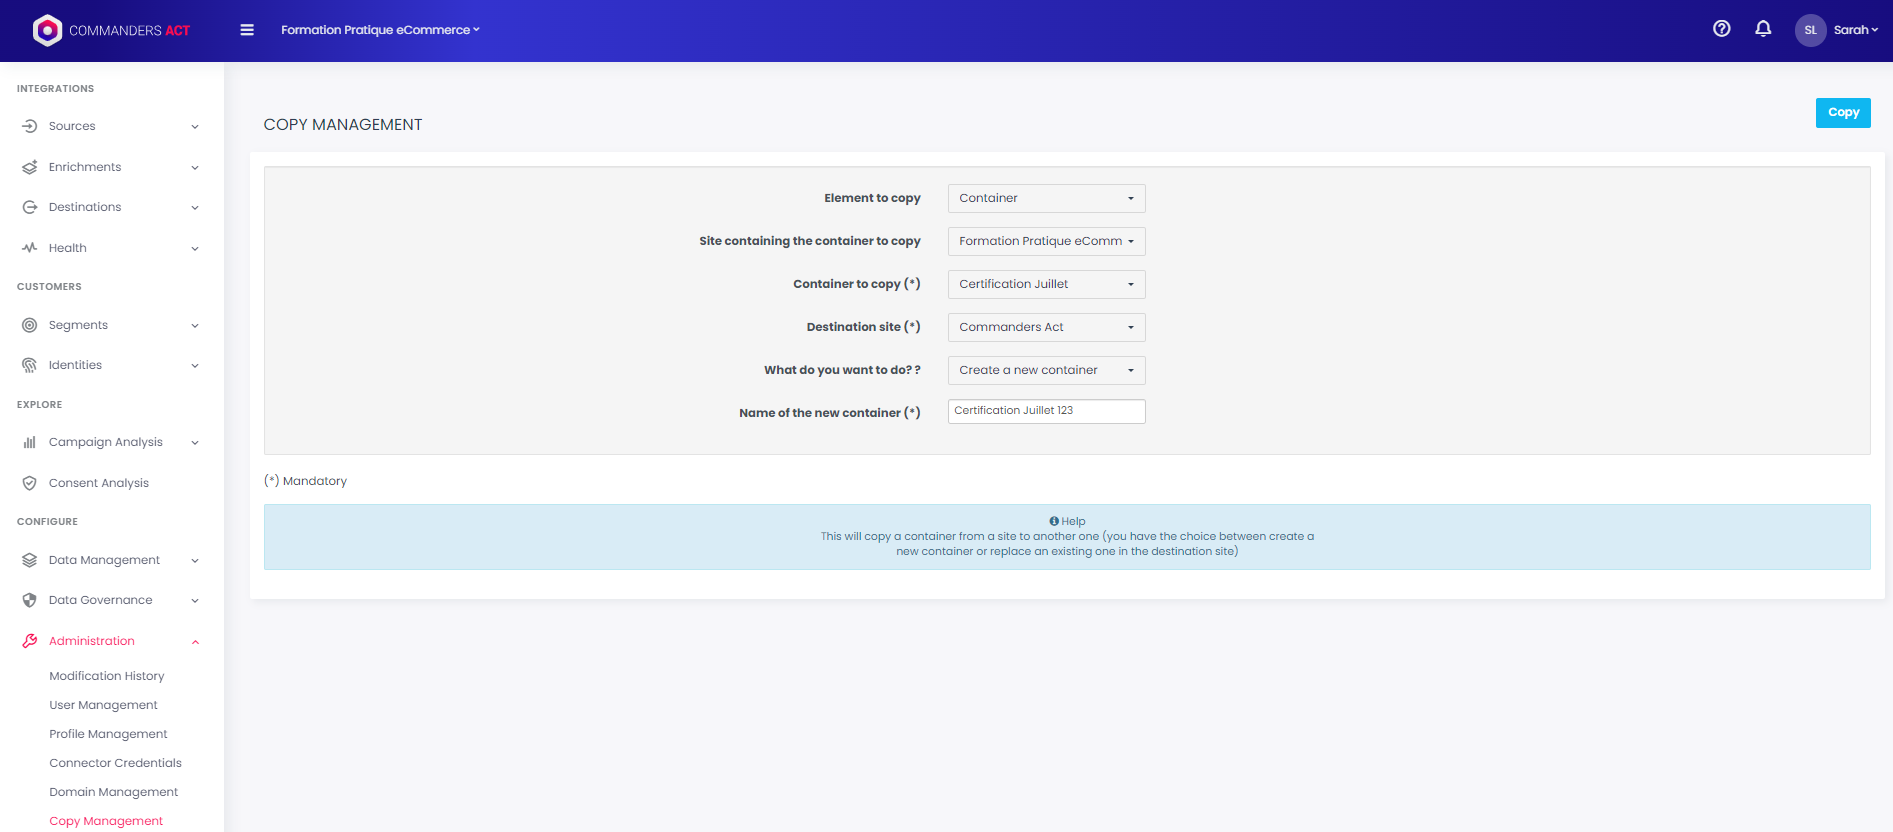 COMMANDERS ACT
Formation Pratique eCommerce
SL
Sarah
INTEGRATIONS
Sources
Enrichments
Destinations
Health
CUSTOMERS
Segments
Identities
EXPLORE
Campaign Analysis
Consent Analysis
CONFIGURE
Data Management
Data Governance
Administration
Modification History
User Management
Profile Management
Connector Credentials
Domain Management
Copy Management
COPY MANAGEMENT
Copy
Element to copy
Container
Site containing the container to copy
Formation Pratique eComm
Container to copy (*)
Certification Juillet
Destination site (*)
Commanders Act
What do you want to do? ?
Create a new container
Name of the new container (*)
Certification Juillet 123
(*) Mandatory
Help
This will copy a container from a site to another one (you have the choice between create a
new container or replace an existing one in the destination site)